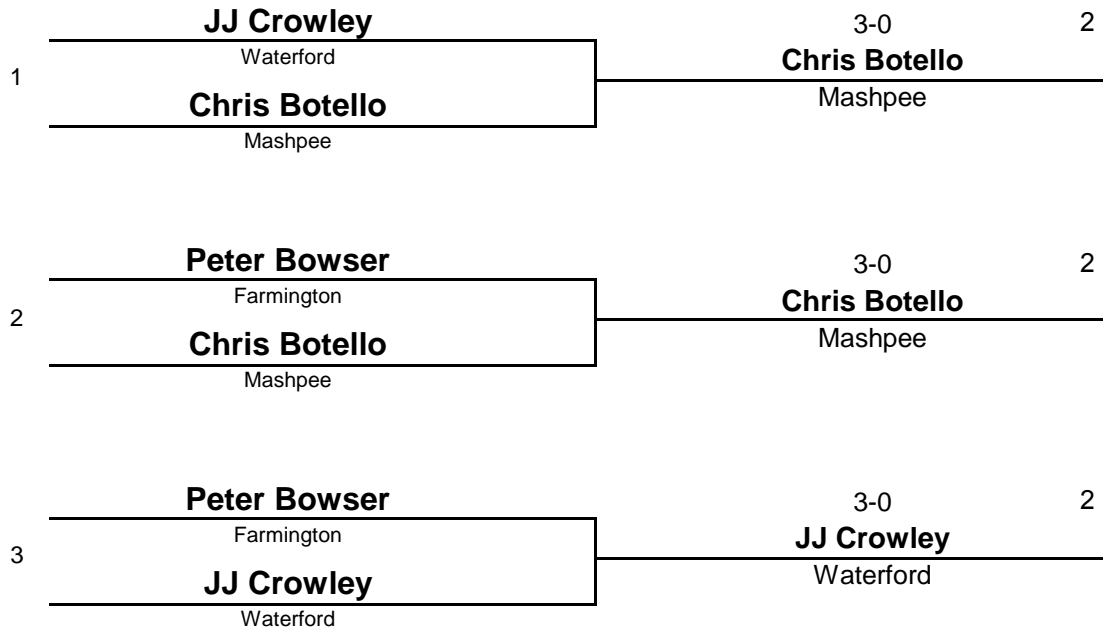 JJ Crowley
Waterford
1
Chris Botello
Mashpee
3-0 2
Chris Botello
Mashpee
Peter Bowser
Farmington
2
Chris Botello
Mashpee
3-0 2
Chris Botello
Mashpee
Peter Bowser
Farmington
3
JJ Crowley
Waterford
3-0 2
JJ Crowley
Waterford